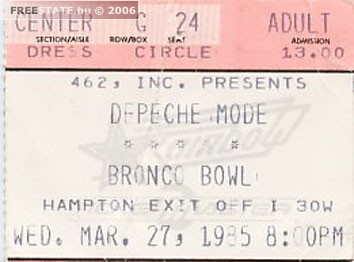 FREESTATE.fr © 2006
CENTER G 24 ADULT
SECTION/AISLE ROW/BOX SEAT ADMISSION
DRESS CIRCLE 13.00
462, INC. PRESENTS
DEPECHE MODE
* * * * *
BRONCO BOWL
HAMPTON EXIT OFF I 30W
WED. MAR. 27, 1985 8:00PM